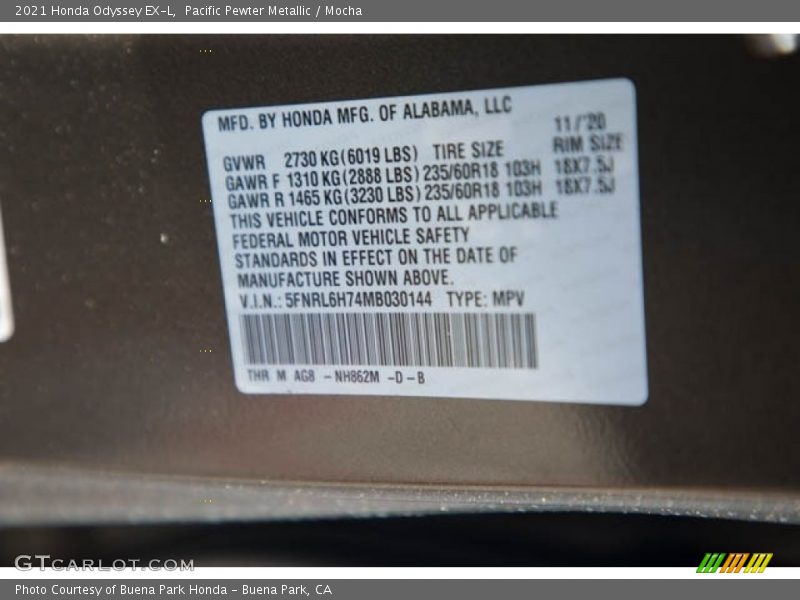 2021 Honda Odyssey EX-L, Pacific Pewter Metallic / Mocha
MFD. BY HONDA MFG. OF ALABAMA, LLC
11/'20
GVWR 2730 KG(6019 LBS) TIRE SIZE RIM SIZE
GAWR F 1310 KG(2888 LBS) 235/60R18 103H 18X7.5J
GAWR R 1465 KG(3230 LBS) 235/60R18 103H 18X7.5J
THIS VEHICLE CONFORMS TO ALL APPLICABLE
FEDERAL MOTOR VEHICLE SAFETY
STANDARDS IN EFFECT ON THE DATE OF
MANUFACTURE SHOWN ABOVE.
V.I.N.: 5FNRL6H74MB030144 TYPE: MPV
THR M AG8 -NH862M -D-B
GTCARLOT.COM
Photo Courtesy of Buena Park Honda - Buena Park, CA